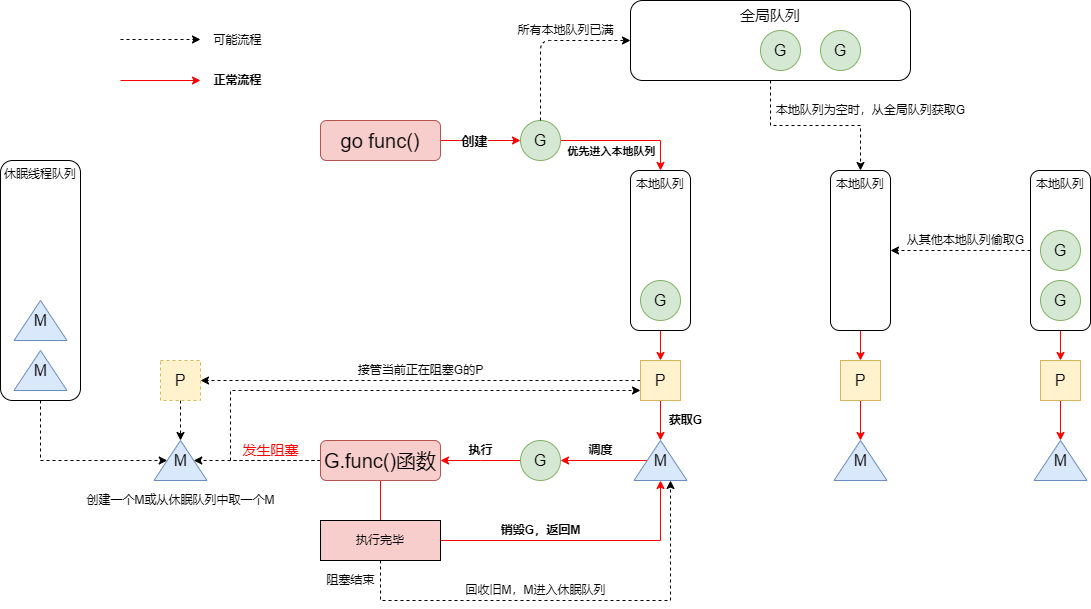 全局队列
所有本地队列已满
可能流程
G
G
正常流程
本地队列为空时，从全局队列获取G
go func()
创建
G
优先进入本地队列
休眠线程队列
本地队列
本地队列
本地队列
从其他本地队列偷取G
G
G
G
M
M
接管当前正在阻塞G的P
P
P
P
P
获取G
发生阻塞
执行
调度
M
G.func()函数
G
M
M
M
创建一个M或从休眠队列中取一个M
销毁G，返回M
执行完毕
阻塞结束
回收旧M，M进入休眠队列